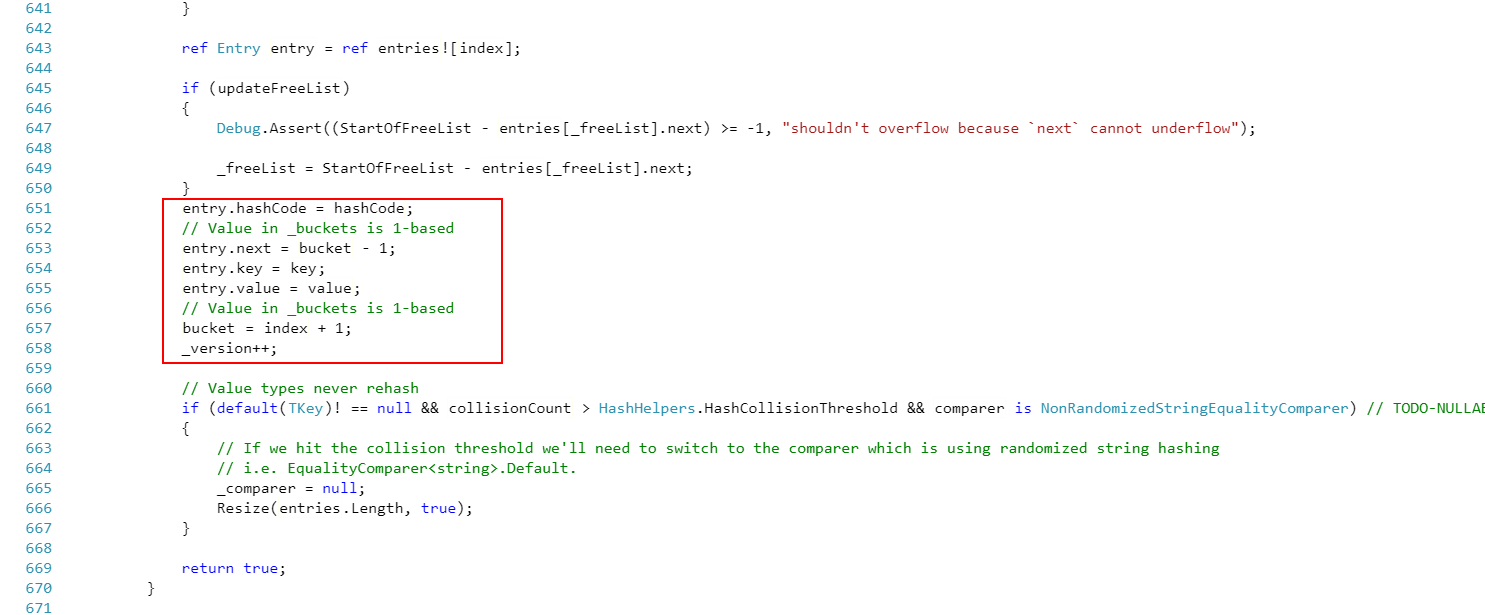 641 }
642
643 ref Entry entry = ref entries![index];
644
645 if (updateFreeList)
646 {
647 Debug.Assert((StartOfFreeList - entries[_freeList].next) >= -1, "shouldn't overflow because `next` cannot underflow");
648
649 _freeList = StartOfFreeList - entries[_freeList].next;
650 }
651 entry.hashCode = hashCode;
652 // Value in _buckets is 1-based
653 entry.next = bucket - 1;
654 entry.key = key;
655 entry.value = value;
656 // Value in _buckets is 1-based
657 bucket = index + 1;
658 _version++;
659
660 // Value types never rehash
661 if (default(TKey)! == null && collisionCount > HashHelpers.HashCollisionThreshold && comparer is NonRandomizedStringEqualityComparer) // TODO-NULLAB
662 {
663 // If we hit the collision threshold we'll need to switch to the comparer which is using randomized string hashing
664 // i.e. EqualityComparer<string>.Default.
665 _comparer = null;
666 Resize(entries.Length, true);
667 }
668
669 return true;
670 }
671